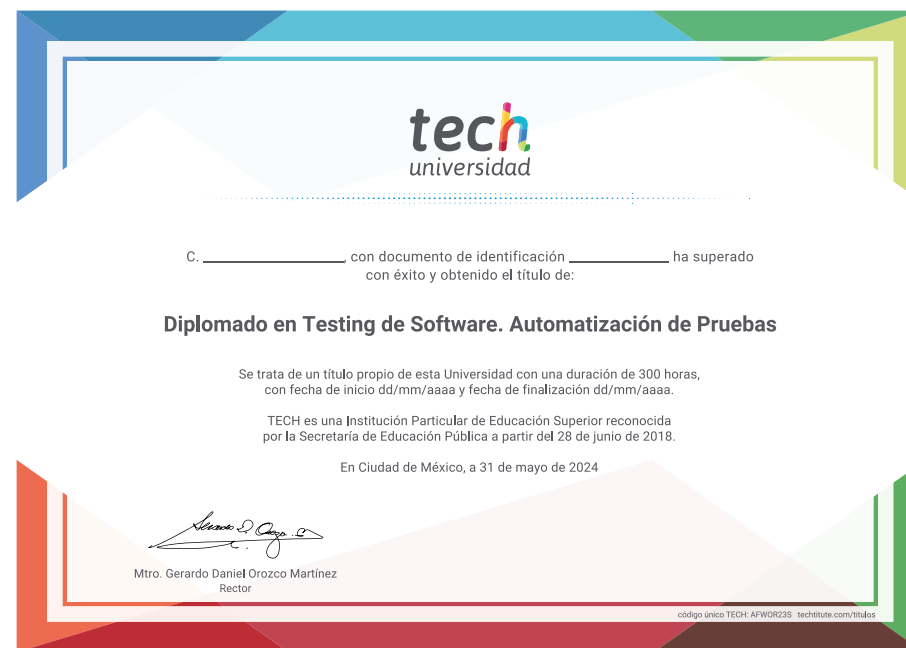 tech
universidad
C. ____________, con documento de identificación ____________ ha superado
con éxito y obtenido el título de:
Diplomado en Testing de Software. Automatización de Pruebas
Se trata de un título propio de esta Universidad con una duración de 300 horas,
con fecha de inicio dd/mm/aaaa y fecha de finalización dd/mm/aaaa.
TECH es una Institución Particular de Educación Superior reconocida
por la Secretaría de Educación Pública a partir del 28 de junio de 2018.
En Ciudad de México, a 31 de mayo de 2024
Mtro. Gerardo Daniel Orozco Martínez
Rector
código único TECH: AFWOR23S techtitute.com/titulos